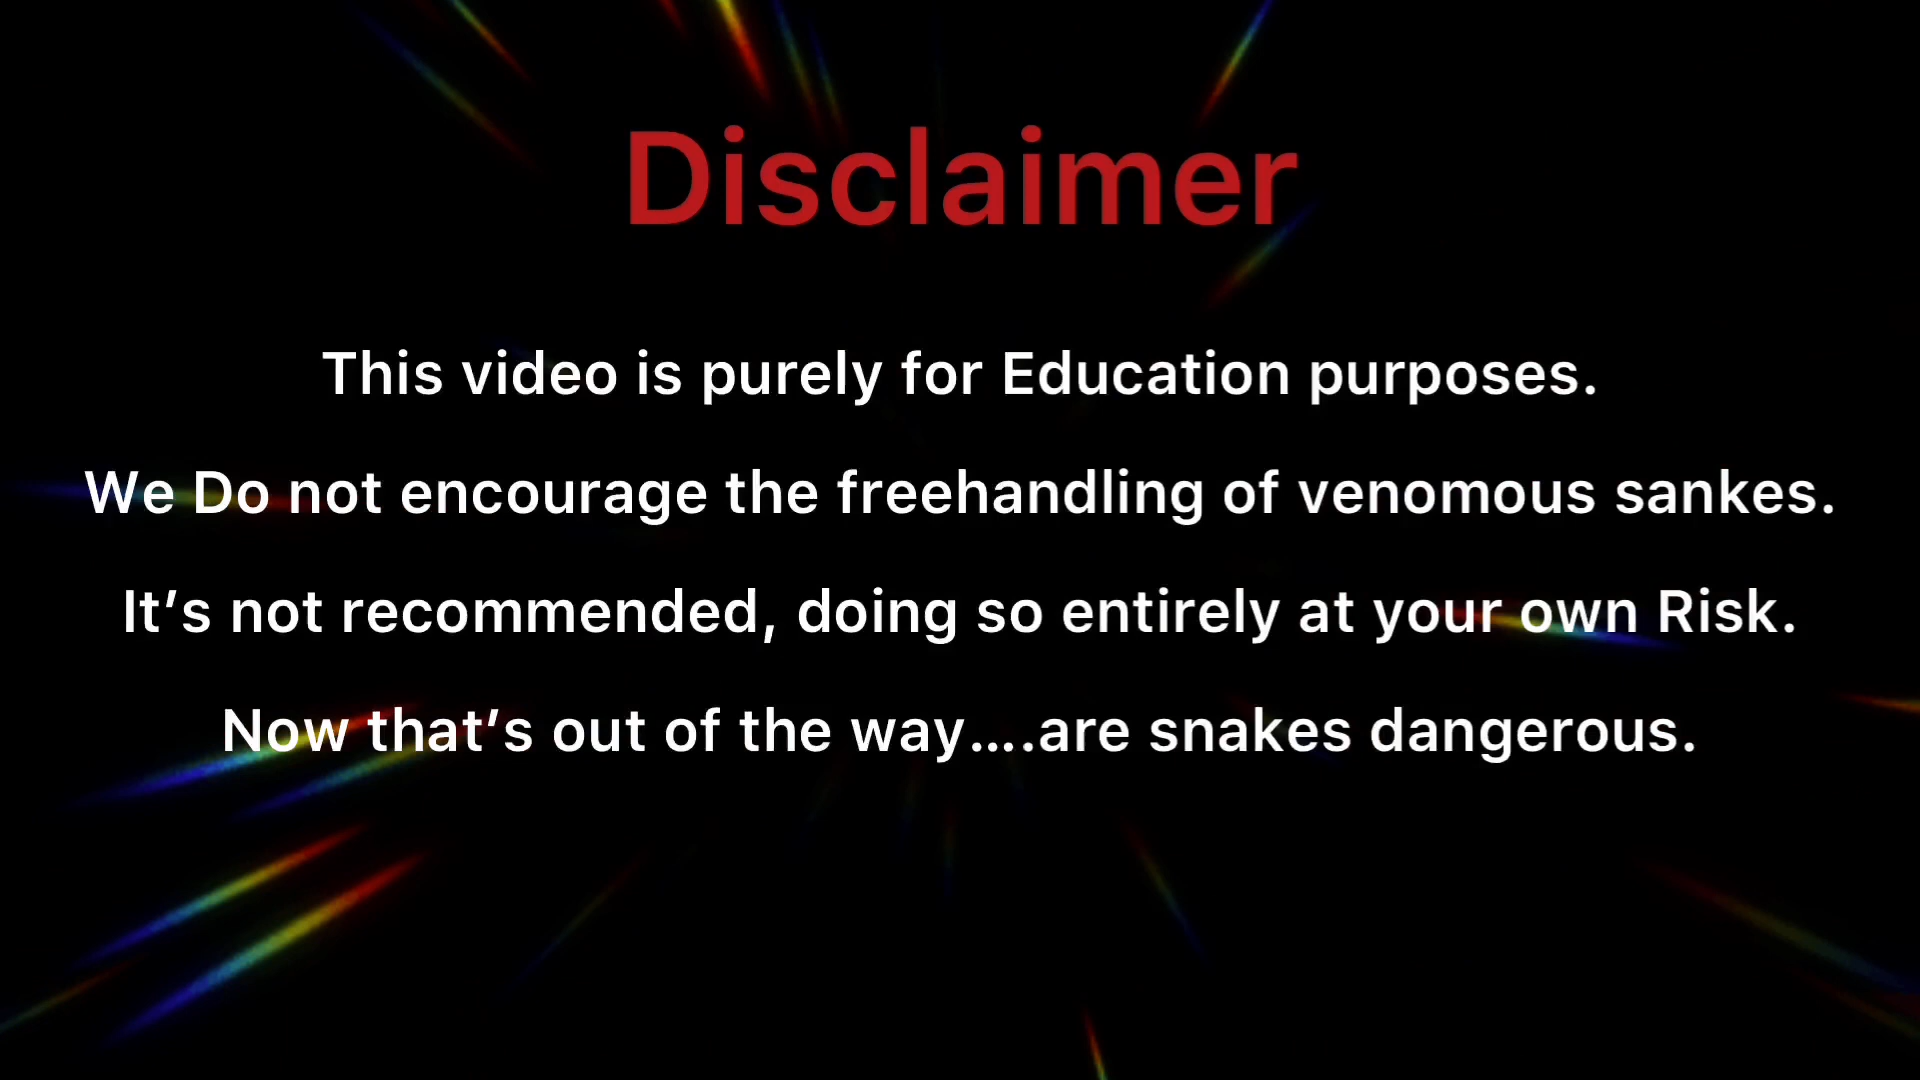 Disclaimer
This video is purely for Education purposes.
We Do not encourage the freehandling of venomous sankes.
It’s not recommended, doing so entirely at your own Risk.
Now that’s out of the way....are snakes dangerous.